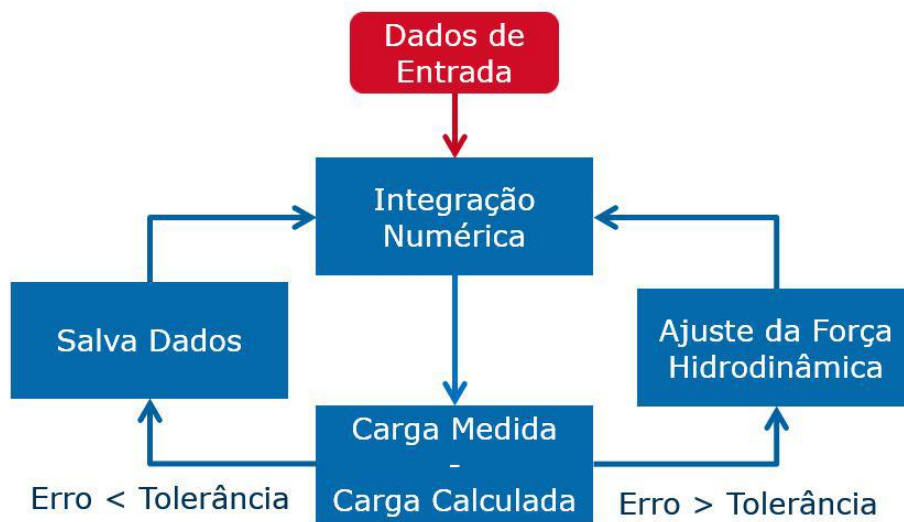 Dados de
Entrada
Integração
Numérica
Salva Dados
Ajuste da Força
Hidrodinâmica
Carga Medida
-
Carga Calculada
Erro < Tolerância
Erro > Tolerância